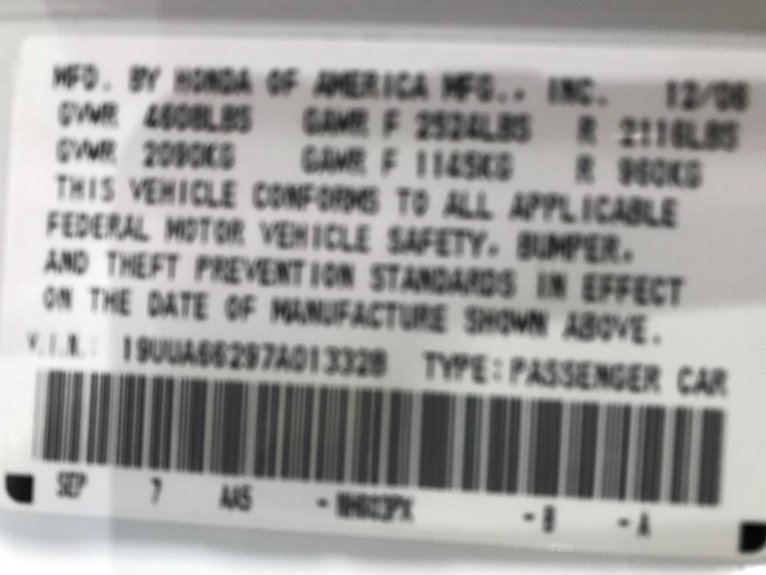 MFD. BY HONDA OF AMERICA MFG., INC. 12/06
GVWR 4608LBS GAWR F 2524LBS R 2116LBS
GVWR 2090KG GAWR F 1145KG R 960KG
THIS VEHICLE CONFORMS TO ALL APPLICABLE
FEDERAL MOTOR VEHICLE SAFETY, BUMPER,
AND THEFT PREVENTION STANDARDS IN EFFECT
ON THE DATE OF MANUFACTURE SHOWN ABOVE.
V.I.N.: TYPE: PASSENGER CAR
SEP 7 - B - A